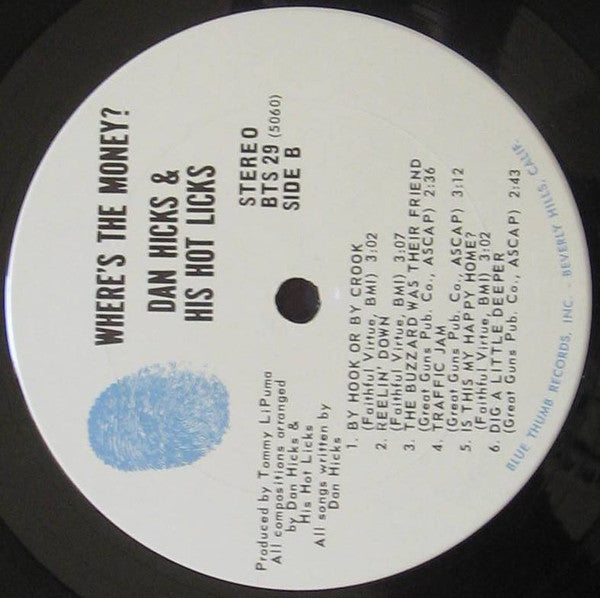 WHERE'S THE MONEY?
DAN HICKS &
HIS HOT LICKS
STEREO
BTS 29 (5060)
SIDE B
Produced by Tommy LiPuma
All compositions arranged
by Dan Hicks &
His Hot Licks
All songs written by
Dan Hicks
1. BY HOOK OR BY CROOK
(Faithful Virtue, BMI) 3:02
2. REELIN' DOWN
(Faithful Virtue, BMI) 3:07
3. THE BUZZARD WAS THEIR FRIEND
(Great Guns Pub. Co., ASCAP) 2:36
4. TRAFFIC JAM
(Great Guns Pub. Co., ASCAP) 3:12
5. IS THIS MY HAPPY HOME?
(Faithful Virtue, BMI) 3:02
6. DIG A LITTLE DEEPER
(Great Guns Pub. Co., ASCAP) 2:43
BLUE THUMB RECORDS, INC. - BEVERLY HILLS, CALIF.